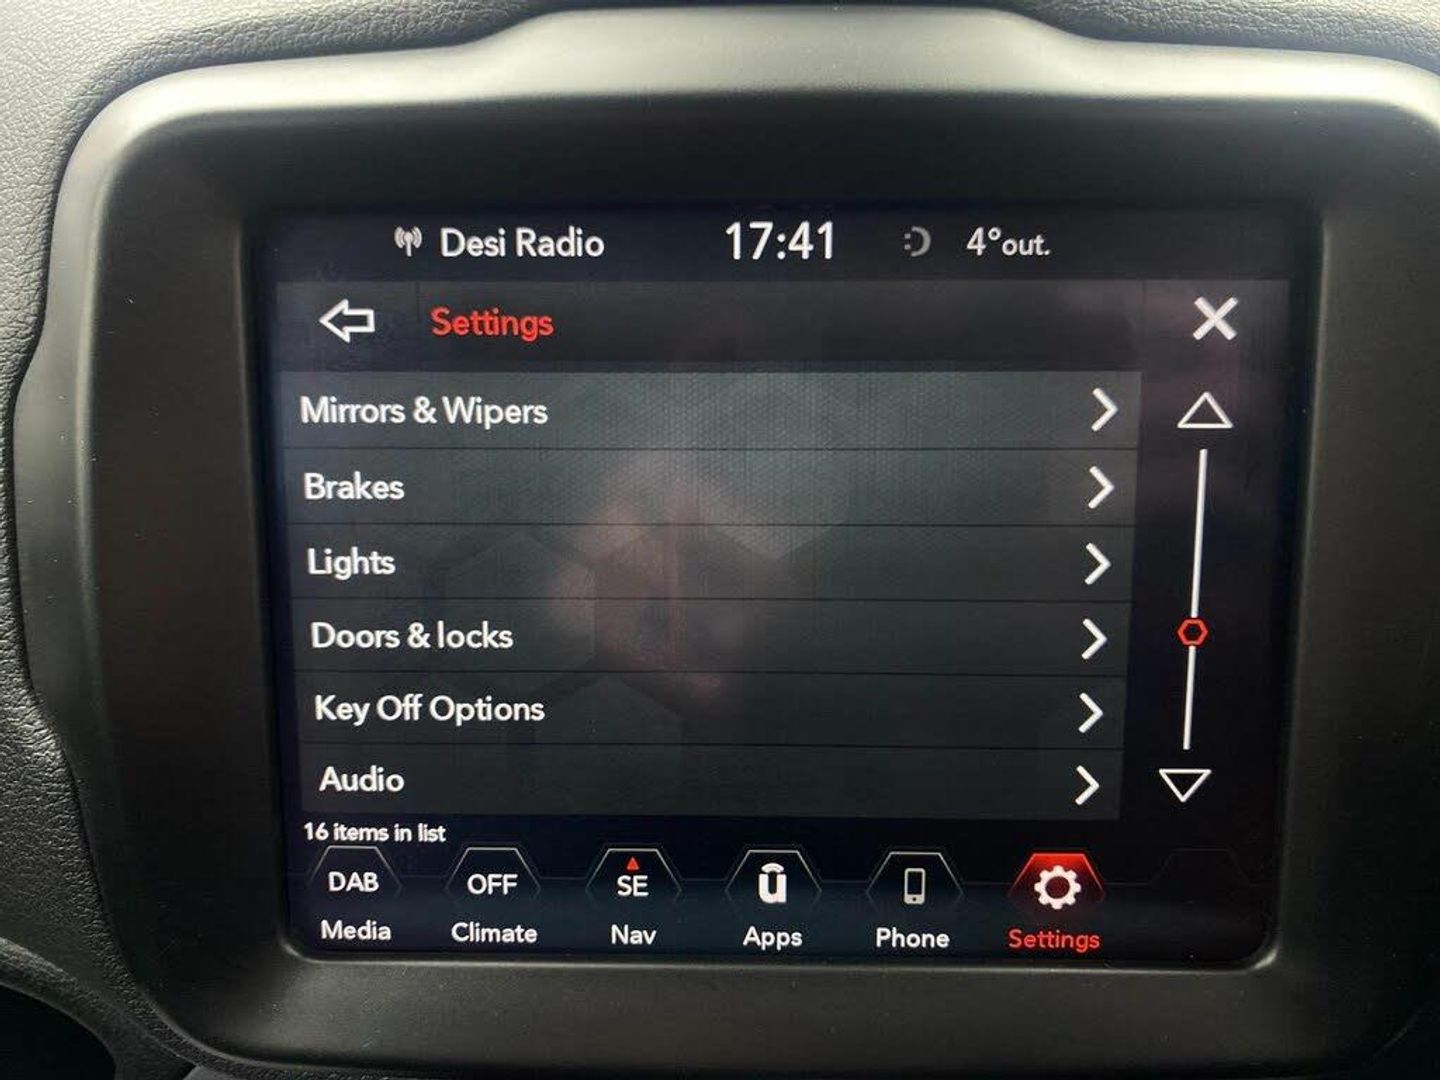 Desi Radio 17:41 4°out.
Settings
Mirrors & Wipers
Brakes
Lights
Doors & locks
Key Off Options
Audio
16 items in list
DAB OFF SE ū
Media Climate Nav Apps Phone Settings